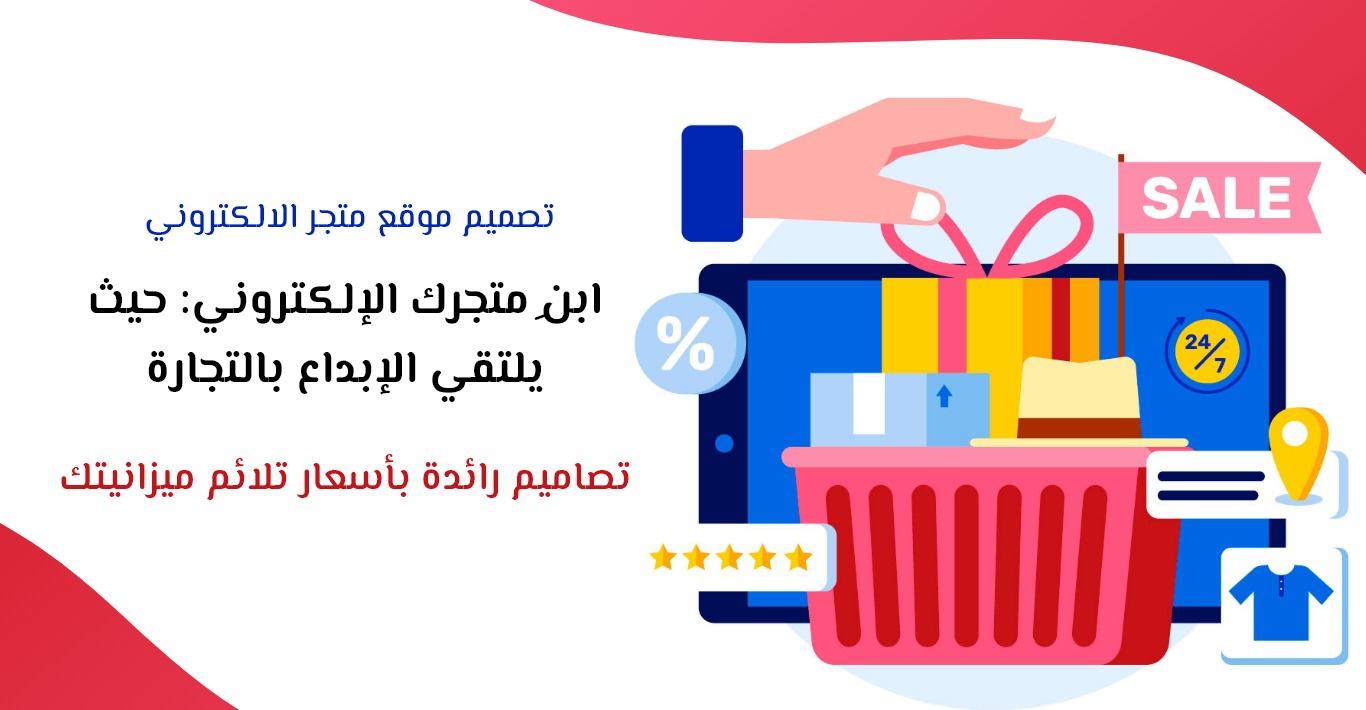 تصميم موقع متجر الالكتروني
ابنِ متجرك الإلكتروني: حيث
يلتقي الإبداع بالتجارة
تصاميم رائدة بأسعار تلائم ميزانيتك
SALE
%
24/7